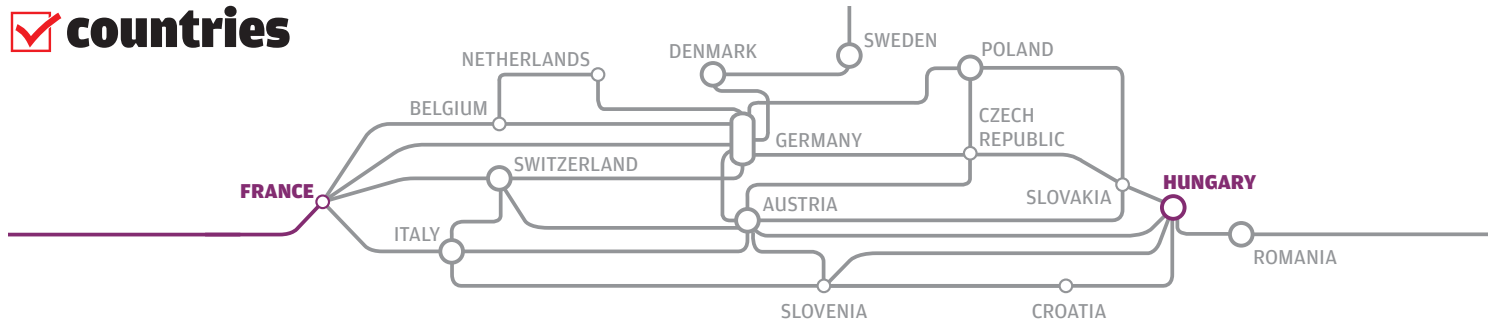 countries
SWEDEN
DENMARK
POLAND
NETHERLANDS
BELGIUM
CZECH
REPUBLIC
GERMANY
SWITZERLAND
FRANCE
HUNGARY
SLOVAKIA
AUSTRIA
ITALY
ROMANIA
SLOVENIA
CROATIA